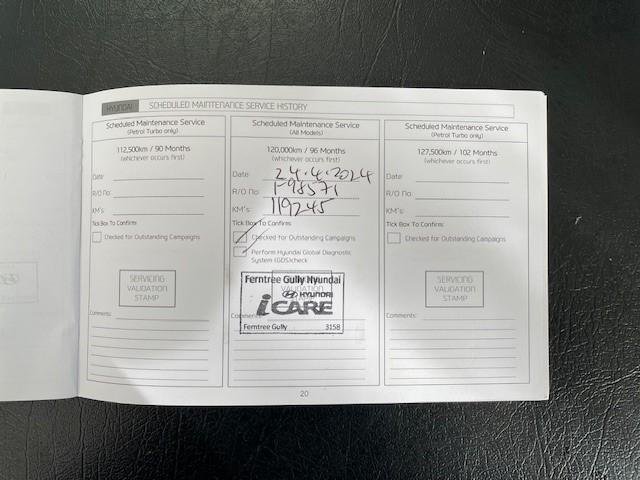 HYUNDAI SCHEDULED MAINTENANCE SERVICE HISTORY
Scheduled Maintenance Service
(Petrol Turbo only)
112,500km / 90 Months
(whichever occurs first)
Date:
R/O No:
KM's:
Tick Box To Confirm:
Checked for Outstanding Campaigns
SERVICING
VALIDATION
STAMP
Comments:
Scheduled Maintenance Service
(All Models)
120,000km / 96 Months
(whichever occurs first)
Date: 24.4.2024
R/O No: 1-98571
KM's: 119245
Tick Box To Confirm:
Checked for Outstanding Campaigns
Perform Hyundai Global Diagnostic
System (GDS)check
Ferntree Gully Hyundai
VALIDATION
HYUNDAI
iCARE
Comments:
Ferntree Gully 3158
Scheduled Maintenance Service
(Petrol Turbo only)
127,500km / 102 Months
(whichever occurs first)
Date:
R/O No:
KM's:
Tick Box To Confirm:
Checked for Outstanding Campaigns
SERVICING
VALIDATION
STAMP
Comments:
20